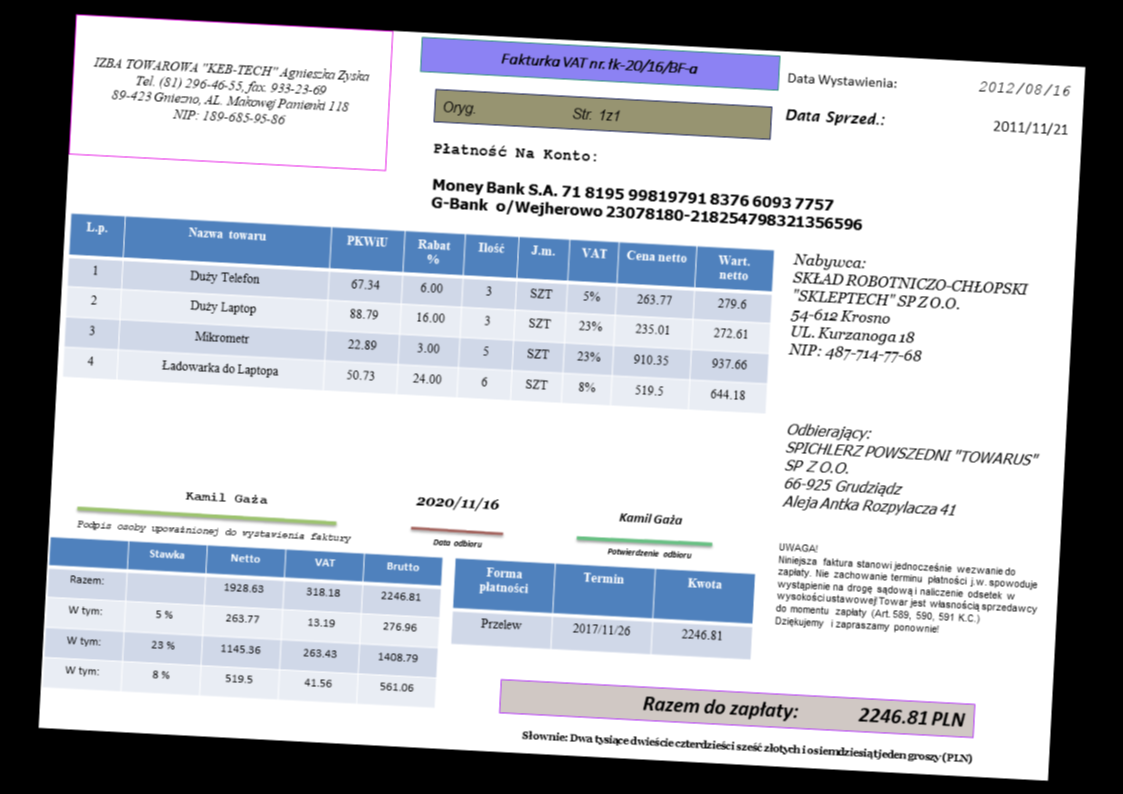 IZBA TOWAROWA "KEB-TECH" Agnieszka Zyska
Tel. (81) 296-46-55, fax. 933-23-69
89-423 Gniezno, AL. Makowej Panienki 118
NIP: 189-685-95-86
Fakturka VAT nr. łk-20/16/BF-a
Oryg. Str. 1z1
Data Wystawienia: 2012/08/16
Data Sprzed.: 2011/11/21
Płatność Na Konto:
Money Bank S.A. 71 8195 99819791 8376 6093 7757
G-Bank o/Wejherowo 23078180-218254798321356596
L.p. Nazwa towaru PKWiU Rabat % Ilość J.m. VAT Cena netto Wart. netto
1 Duży Telefon 67.34 6.00 3 SZT 5% 263.77 279.6
2 Duży Laptop 88.79 16.00 3 SZT 23% 235.01 272.61
3 Mikrometr 22.89 3.00 5 SZT 23% 910.35 937.66
4 Ładowarka do Laptopa 50.73 24.00 6 SZT 8% 519.5 644.18
Nabywca:
SKŁAD ROBOTNICZO-CHŁOPSKI
"SKLEPTECH" SP Z O.O.
54-612 Krosno
UL. Kurzanoga 18
NIP: 487-714-77-68
Odbierający:
SPICHLERZ POWSZEDNI "TOWARUS"
SP Z O.O.
66-925 Grudziądz
Aleja Antka Rozpylacza 41
Kamil Gaża
Podpis osoby upoważnionej do wystawienia faktury
2020/11/16
Data odbioru
Kamil Gaża
Potwierdzenie odbioru
Stawka Netto VAT Brutto
Razem: 1928.63 318.18 2246.81
W tym: 5 % 263.77 13.19 276.96
W tym: 23 % 1145.36 263.43 1408.79
W tym: 8 % 519.5 41.56 561.06
Forma płatności Termin Kwota
Przelew 2017/11/26 2246.81
UWAGA!
Niniejsza faktura stanowi jednocześnie wezwanie do
zapłaty. Nie zachowanie terminu płatności j.w. spowoduje
wystąpienie na drogę sądową i naliczenie odsetek w
wysokości ustawowej! Towar jest własnością sprzedawcy
do momentu zapłaty (Art. 589, 590, 591 K.C.)
Dziękujemy i zapraszamy ponownie!
Razem do zapłaty: 2246.81 PLN
Słownie: Dwa tysiące dwieście czterdzieści sześć złotych i osiemdziesiąt jeden groszy (PLN)